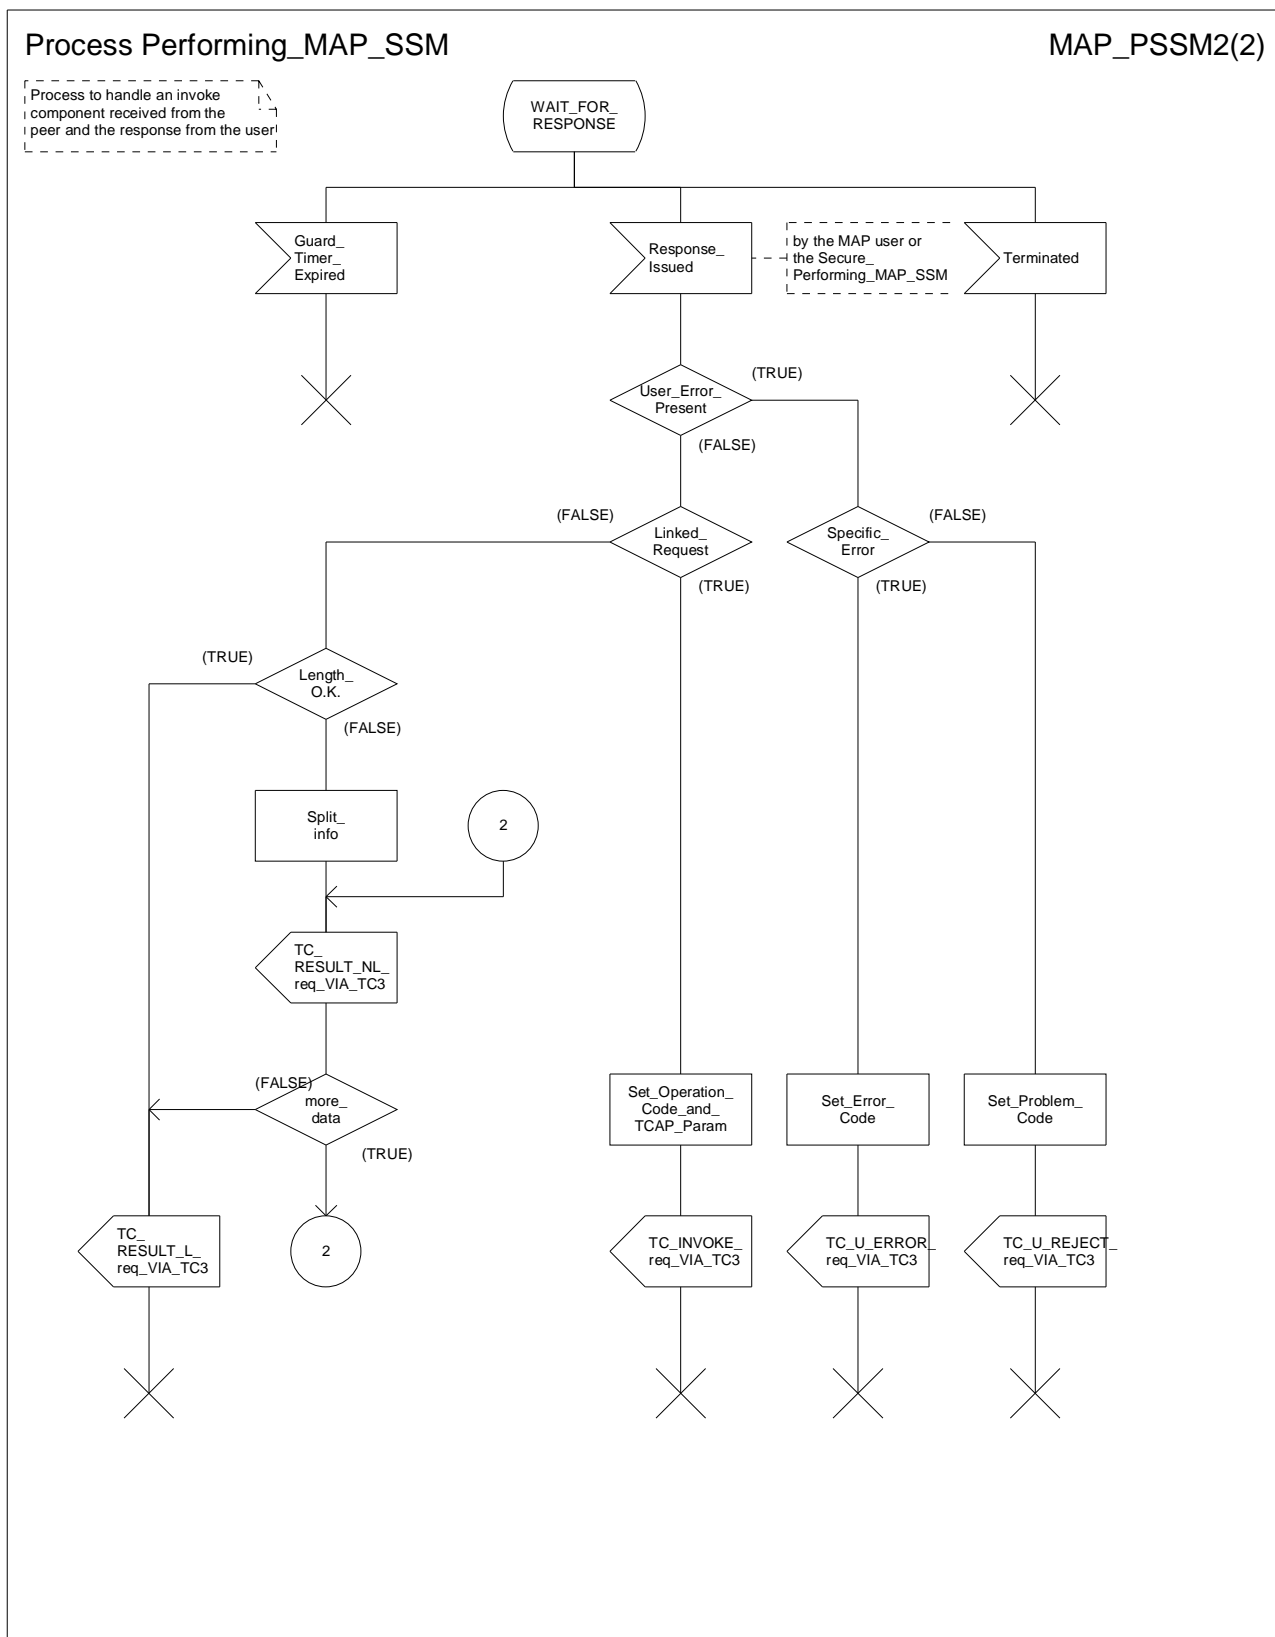 Process Performing_MAP_SSM
MAP_PSSM2(2)
Process to handle an invoke
component received from the
peer and the response from the user
WAIT_FOR_
RESPONSE
Guard_
Timer_
Expired
Response_
Issued
by the MAP user or
the Secure_
Performing_MAP_SSM
Terminated
User_Error_
Present
(TRUE)
(FALSE)
(FALSE)
Linked_
Request
(TRUE)
Specific_
Error
(FALSE)
(TRUE)
(TRUE)
Length_
O.K.
(FALSE)
Split_
info
2
TC_
RESULT_NL_
req_VIA_TC3
(FALSE)
more_
data
(TRUE)
Set_Operation_
Code_and_
TCAP_Param
Set_Error_
Code
Set_Problem_
Code
TC_
RESULT_L_
req_VIA_TC3
2
TC_INVOKE_
req_VIA_TC3
TC_U_ERROR_
req_VIA_TC3
TC_U_REJECT_
req_VIA_TC3